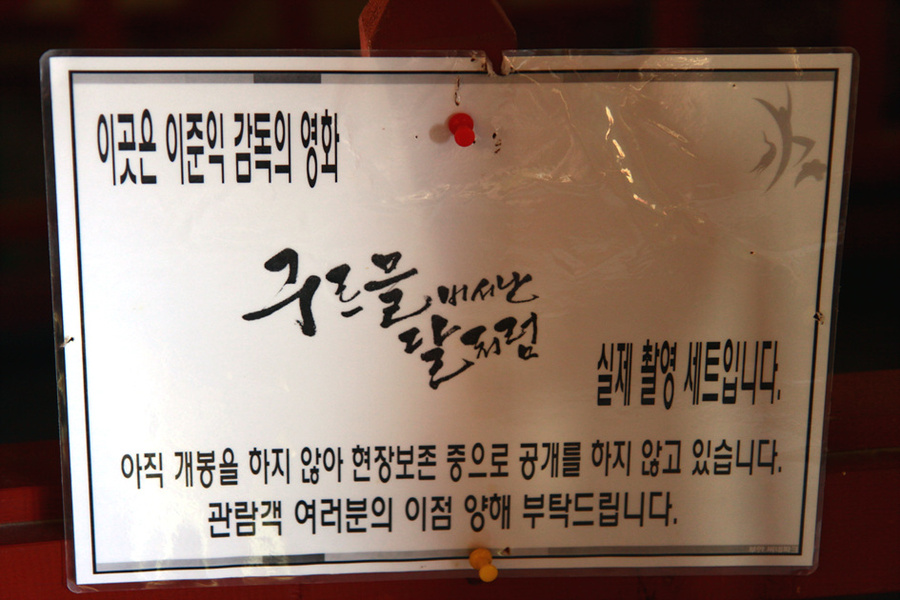 이곳은 이준익 감독의 영화
구르믈 버서난
달처럼
실제 촬영 세트입니다.
아직 개봉을 하지 않아 현장보존 중으로 공개를 하지 않고 있습니다.
관람객 여러분의 이점 양해 부탁드립니다.